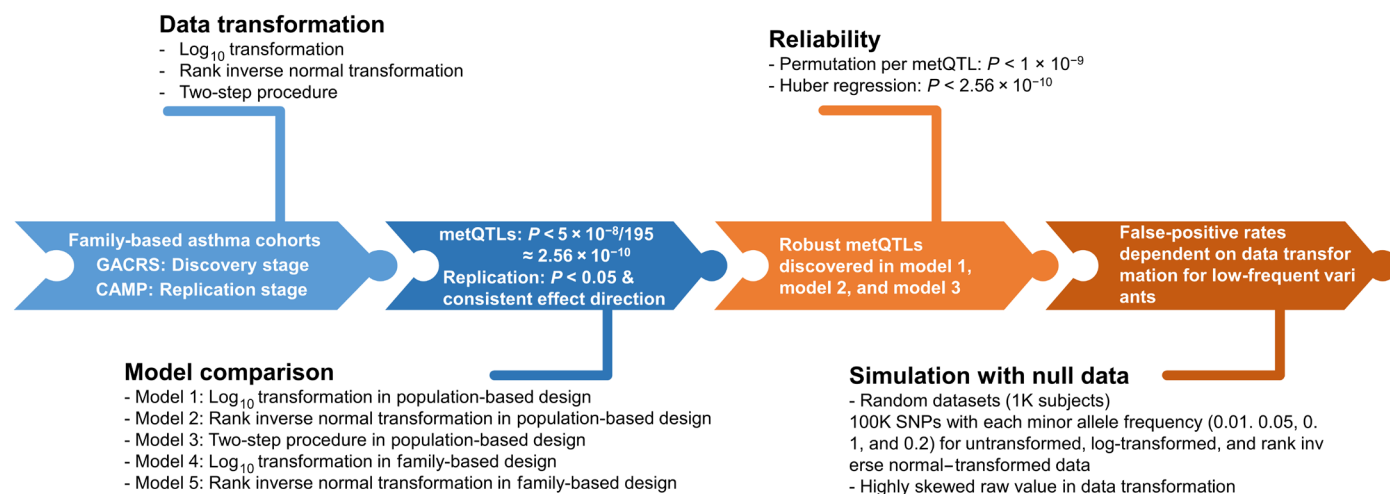 Data transformation
- Log₁₀ transformation
- Rank inverse normal transformation
- Two-step procedure
Reliability
- Permutation per metQTL: P < 1 × 10⁻⁹
- Huber regression: P < 2.56 × 10⁻¹⁰
Family-based asthma cohorts
GACRS: Discovery stage
CAMP: Replication stage
metQTLs: P < 5 × 10⁻⁸/195
≈ 2.56 × 10⁻¹⁰
Replication: P < 0.05 &
consistent effect direction
Robust metQTLs
discovered in model 1,
model 2, and model 3
False-positive rates
dependent on data transfor
mation for low-frequent vari
ants
Model comparison
- Model 1: Log₁₀ transformation in population-based design
- Model 2: Rank inverse normal transformation in population-based design
- Model 3: Two-step procedure in population-based design
- Model 4: Log₁₀ transformation in family-based design
- Model 5: Rank inverse normal transformation in family-based design
Simulation with null data
- Random datasets (1K subjects)
100K SNPs with each minor allele frequency (0.01. 0.05, 0.
1, and 0.2) for untransformed, log-transformed, and rank inv
erse normal–transformed data
- Highly skewed raw value in data transformation